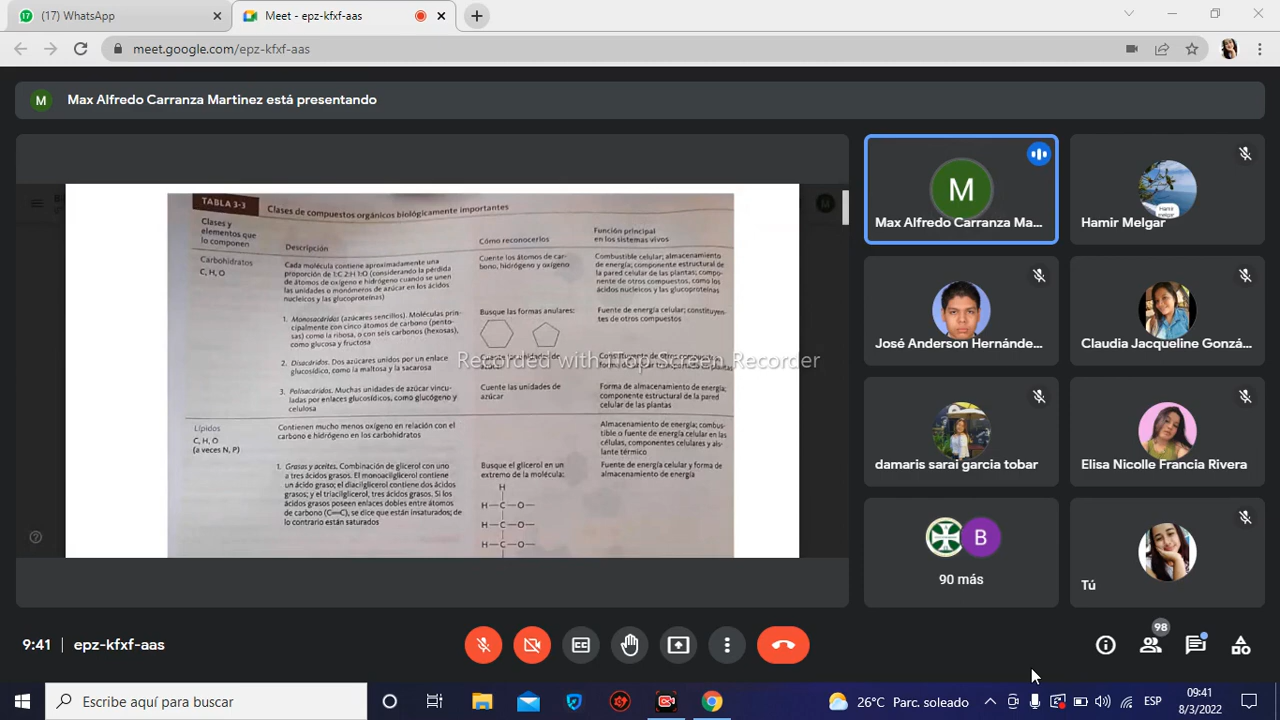 (17) WhatsApp
Meet - epz-kfxf-aas
meet.google.com/epz-kfxf-aas
M
Max Alfredo Carranza Martinez está presentando
TABLA 3-3
Clases de compuestos orgánicos biológicamente importantes
Clases y
elementos que
lo componen
Descripción
Cómo reconocerlos
Función principal
en los sistemas vivos
Carbohidratos
C, H, O
Cada molécula contiene aproximadamente una
proporción de 1:C 2:H 1:O (considerando la pérdida
de átomos de oxígeno e hidrógeno cuando se unen
las unidades o monómeros de azúcar en los ácidos
nucleicos y las glucoproteínas)
Cuente los átomos de car-
bono, hidrógeno y oxígeno
Combustible celular; almacenamiento
de energía; componente estructural de
la pared celular de las plantas; compo-
nente de otros compuestos, como los
ácidos nucleicos y las glucoproteínas
1. Monosacáridos (azúcares sencillos). Moléculas prin-
cipalmente con cinco átomos de carbono (pento-
sas) como la ribosa, o con seis carbonos (hexosas),
como glucosa y fructosa
Busque las formas anulares:
Fuente de energía celular; constituyen-
tes de otros compuestos
2. Disacáridos. Dos azúcares unidos por un enlace
glucosídico, como la maltosa y la sacarosa
Recorded with iTop Screen Recorder
3. Polisacáridos. Muchas unidades de azúcar vincu-
ladas por enlaces glucosídicos, como glucógeno y
celulosa
Cuente las unidades de
azúcar
Forma de almacenamiento de energía;
componente estructural de la pared
celular de las plantas
Lípidos
C, H, O
(a veces N, P)
Contienen mucho menos oxígeno en relación con el
carbono e hidrógeno en los carbohidratos
Almacenamiento de energía; combus-
tible o fuente de energía celular en las
células, componentes celulares y ais-
lante térmico
1. Grasas y aceites. Combinación de glicerol con uno
a tres ácidos grasos. El monoacilglicerol contiene
un ácido graso; el diacilglicerol contiene dos ácidos
grasos; y el triacilglicerol, tres ácidos grasos. Si los
ácidos grasos poseen enlaces dobles entre átomos
de carbono (C=C), se dice que están insaturados; de
lo contrario están saturados
Busque el glicerol en un
extremo de la molécula:
Fuente de energía celular y forma de
almacenamiento de energía
H
H—C—O—
H—C—O—
H—C—O—
M
Max Alfredo Carranza Ma...
Hamir Melgar
José Anderson Hernánde...
Claudia Jacqueline Gonzá...
damaris sarai garcia tobar
Elisa Nicolle Francia Rivera
B
90 más
Tú
9:41 | epz-kfxf-aas
98
Escribe aquí para buscar
26°C Parc. soleado
ESP
09:41
8/3/2022